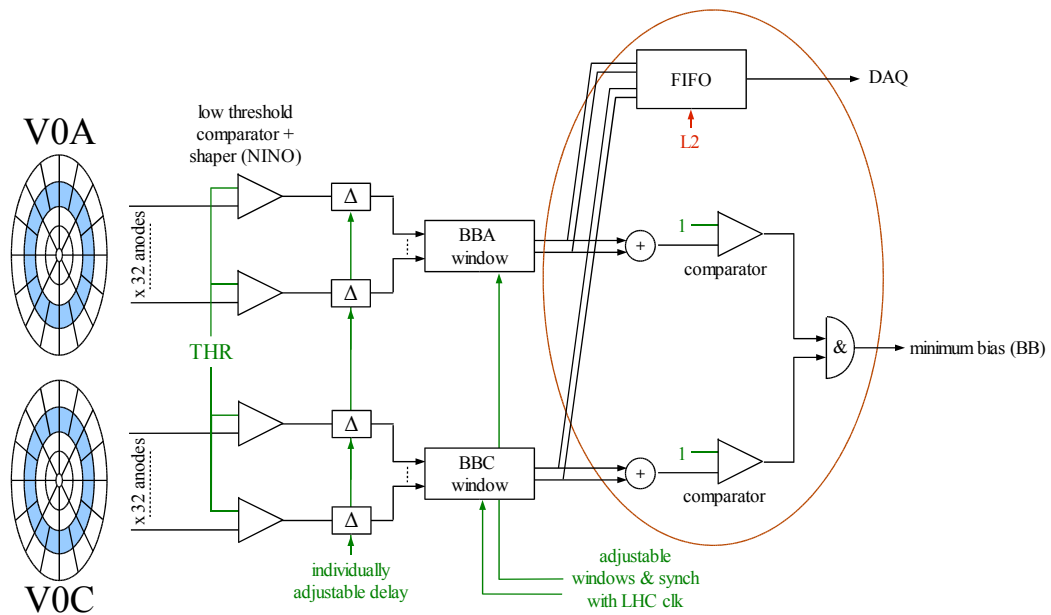 V0A
x 32 anodes
low threshold
comparator +
shaper (NINO)
Δ
Δ
THR
BBA
window
FIFO
DAQ
L2
+
1
comparator
&
minimum bias (BB)
V0C
x 32 anodes
Δ
Δ
BBC
window
+
1
comparator
individually
adjustable delay
adjustable
windows & synch
with LHC clk